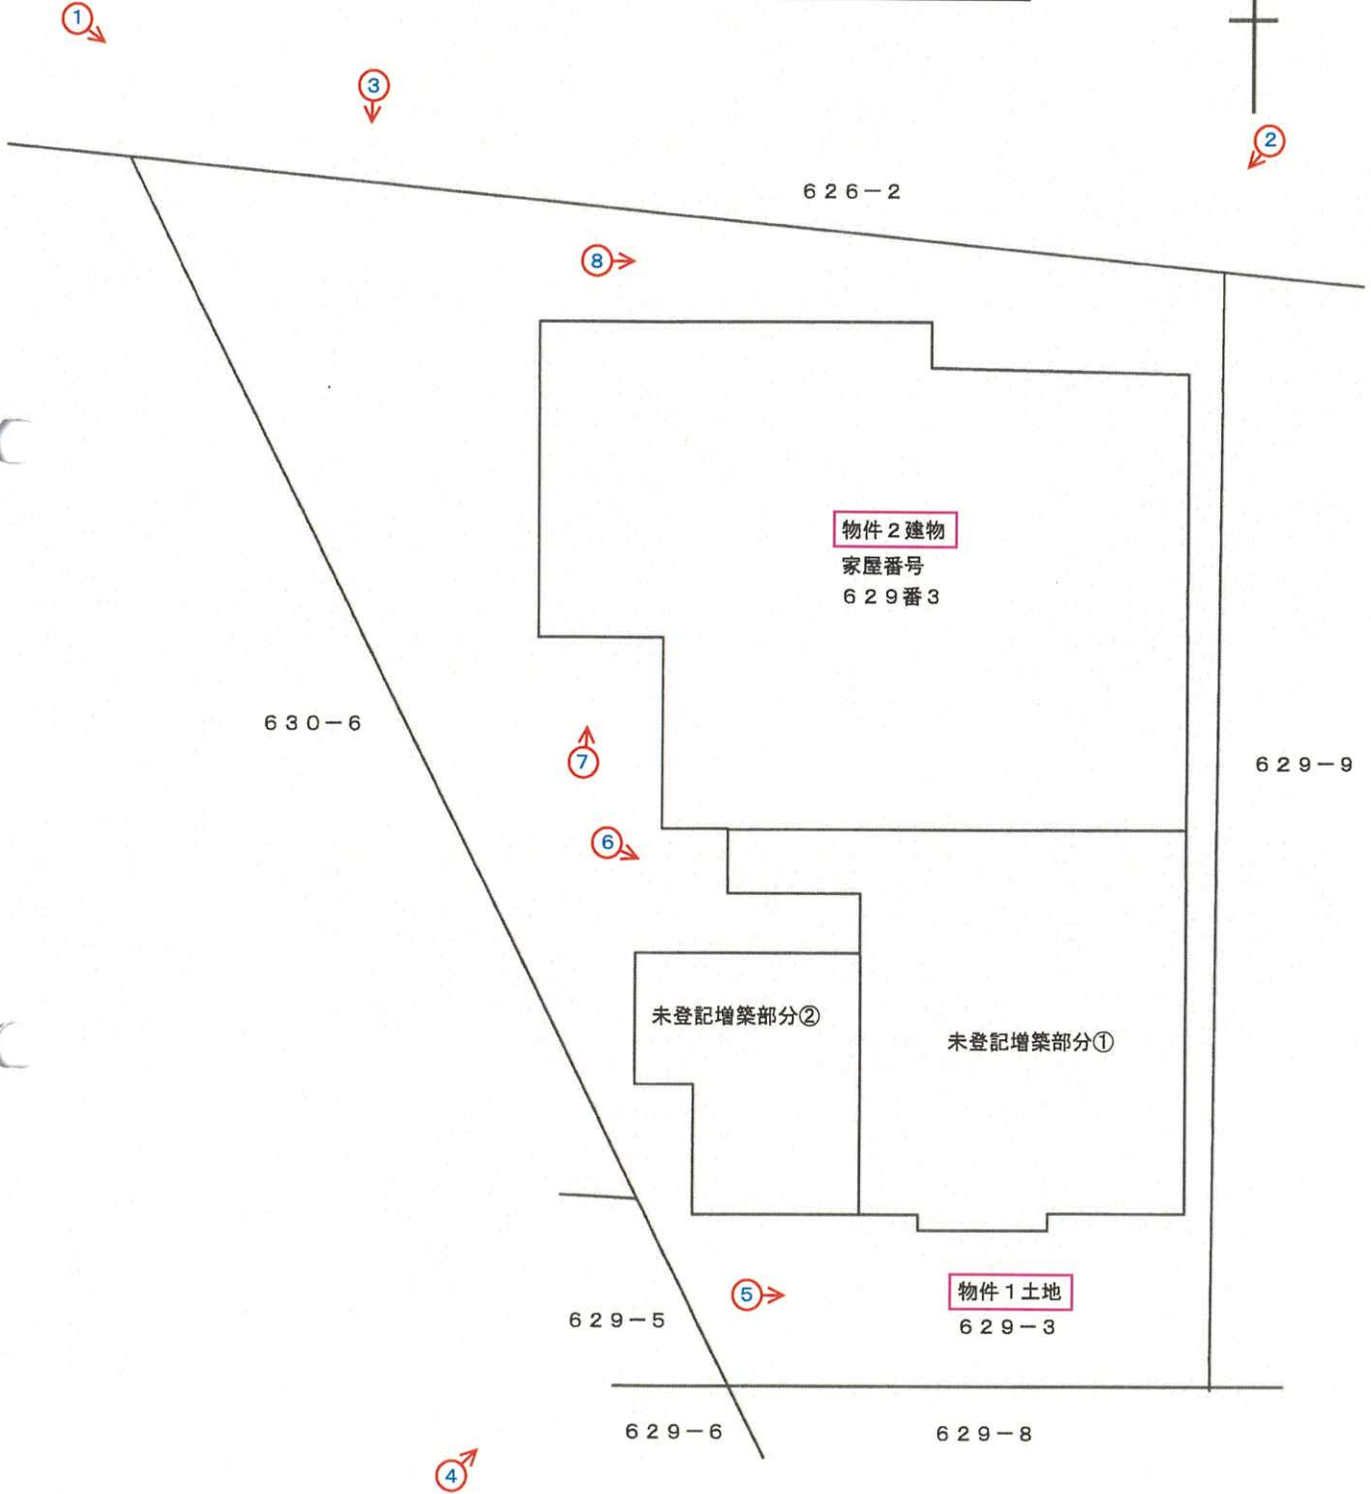 ①
③
②
６２６－２
⑧
物件２建物
家屋番号
６２９番３
６３０－６
⑦
６２９－９
⑥
未登記増築部分②
未登記増築部分①
⑤
物件１土地
６２９－３
６２９－５
６２９－６
６２９－８
④